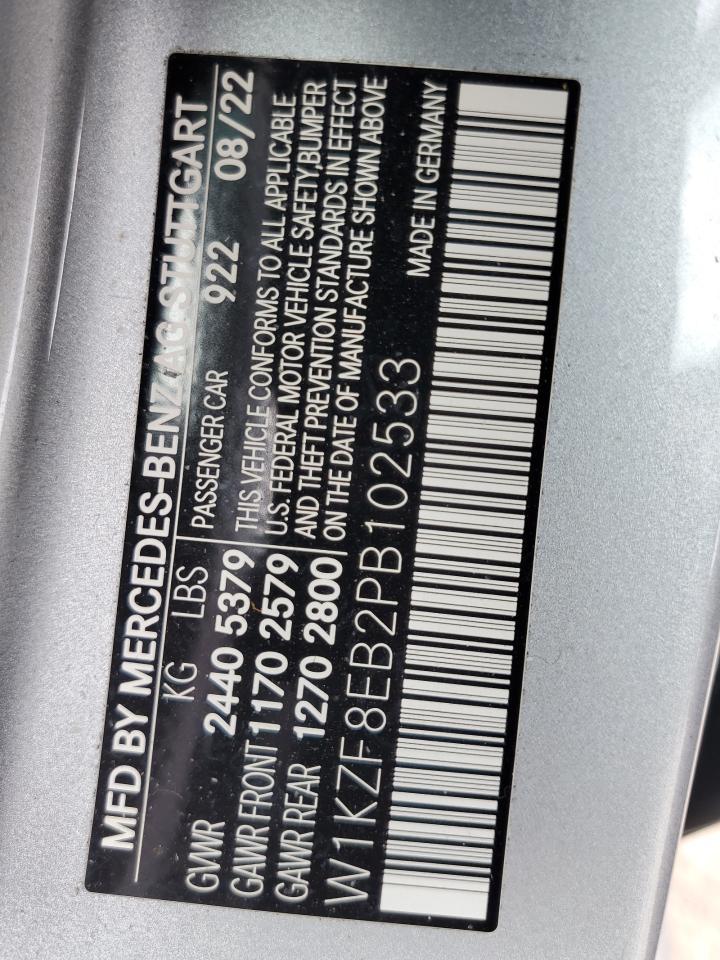 MFD BY MERCEDES-BENZ AG STUTTGART
KG LBS PASSENGER CAR 922 08/22
GVWR 2440 5379
GAWR FRONT 1170 2579
GAWR REAR 1270 2800
THIS VEHICLE CONFORMS TO ALL APPLICABLE
U.S. FEDERAL MOTOR VEHICLE SAFETY,BUMPER
AND THEFT PREVENTION STANDARDS IN EFFECT
ON THE DATE OF MANUFACTURE SHOWN ABOVE
W1KZF8EB2PB102533
MADE IN GERMANY